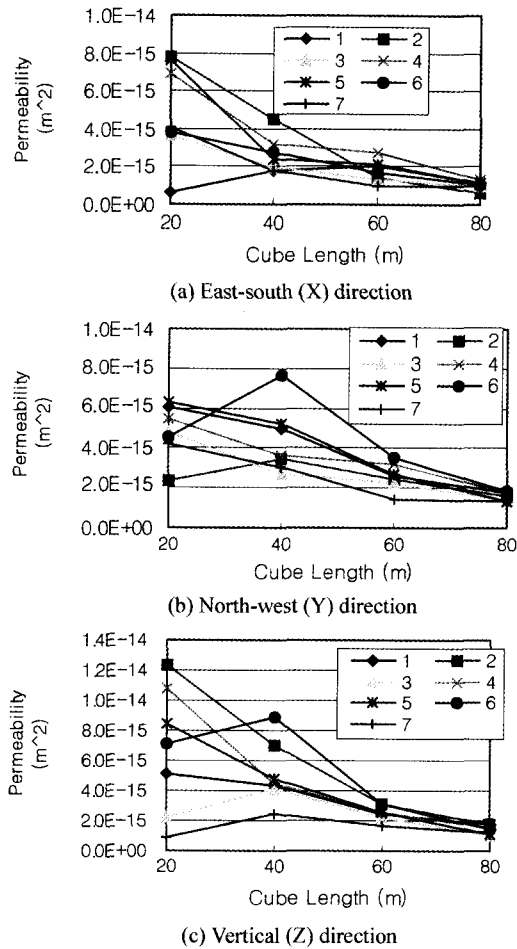 1.0E-14
8.0E-15
6.0E-15
4.0E-15
2.0E-15
0.0E+00
Permeability
(m^2)
1 2
3 4
5 6
7
20 40 60 80
Cube Length (m)
(a) East-south (X) direction
1.0E-14
8.0E-15
6.0E-15
4.0E-15
2.0E-15
0.0E+00
Permeability
(m^2)
1 2
3 4
5 6
7
20 40 60 80
Cube Length (m)
(b) North-west (Y) direction
1.4E-14
1.2E-14
1.0E-14
8.0E-15
6.0E-15
4.0E-15
2.0E-15
0.0E+00
Permeability
(m^2)
1 2
3 4
5 6
7
20 40 60 80
Cube Length (m)
(c) Vertical (Z) direction